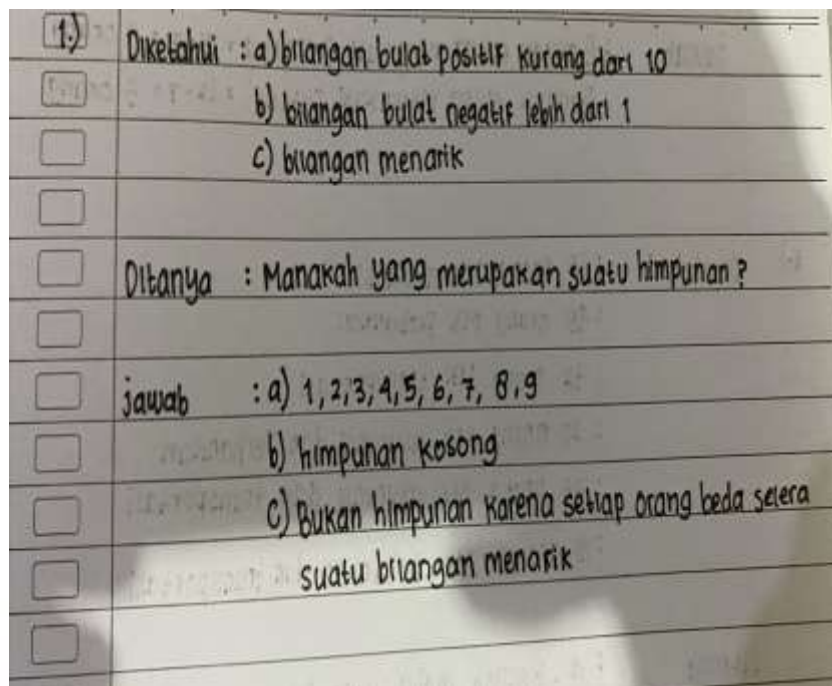 1.) Diketahui : a) bilangan bulat positif kurang dari 10
b) bilangan bulat negatif lebih dari 1
c) bilangan menarik
Ditanya : Manakah yang merupakan suatu himpunan?
jawab : a) 1, 2, 3, 4, 5, 6, 7, 8, 9
b) himpunan kosong
c) Bukan himpunan karena setiap orang beda selera
suatu bilangan menarik